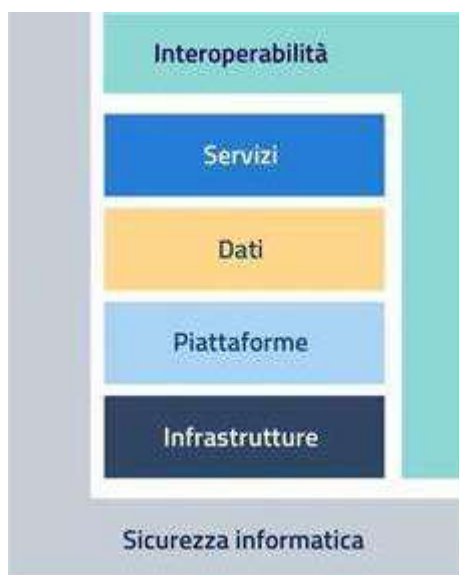 Interoperabilità
Servizi
Dati
Piattaforme
Infrastrutture
Sicurezza informatica